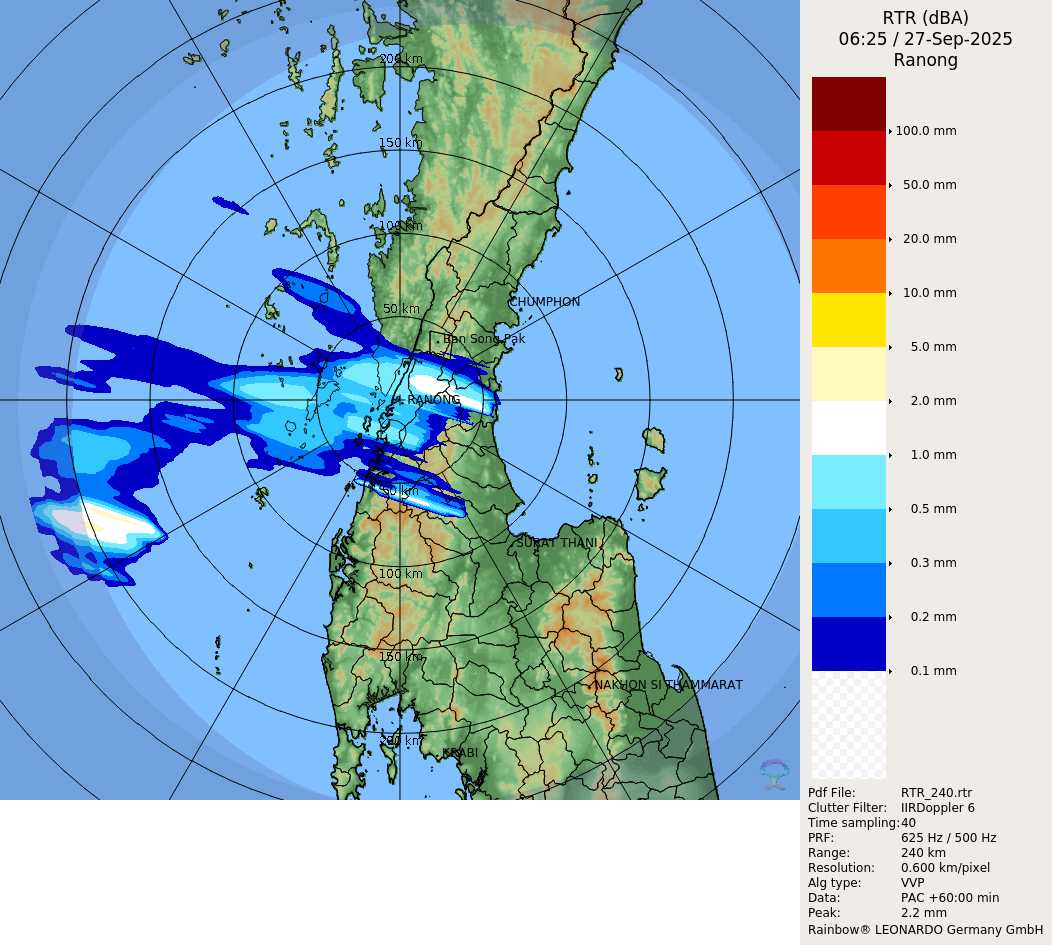 RTR (dBA)
06:25 / 27-Sep-2025
Ranong
200 km
150 km
100 km
50 km
CHUMPHON
Ban Song Pak
RANONG
50 km
SURAT THANI
100 km
150 km
NAKHON SI THAMMARAT
200 km
KRABI
100.0 mm
50.0 mm
20.0 mm
10.0 mm
5.0 mm
2.0 mm
1.0 mm
0.5 mm
0.3 mm
0.2 mm
0.1 mm
Pdf File: RTR_240.rtr
Clutter Filter: IIRDoppler 6
Time sampling:40
PRF: 625 Hz / 500 Hz
Range: 240 km
Resolution: 0.600 km/pixel
Alg type: VVP
Data: PAC +60:00 min
Peak: 2.2 mm
Rainbow® LEONARDO Germany GmbH